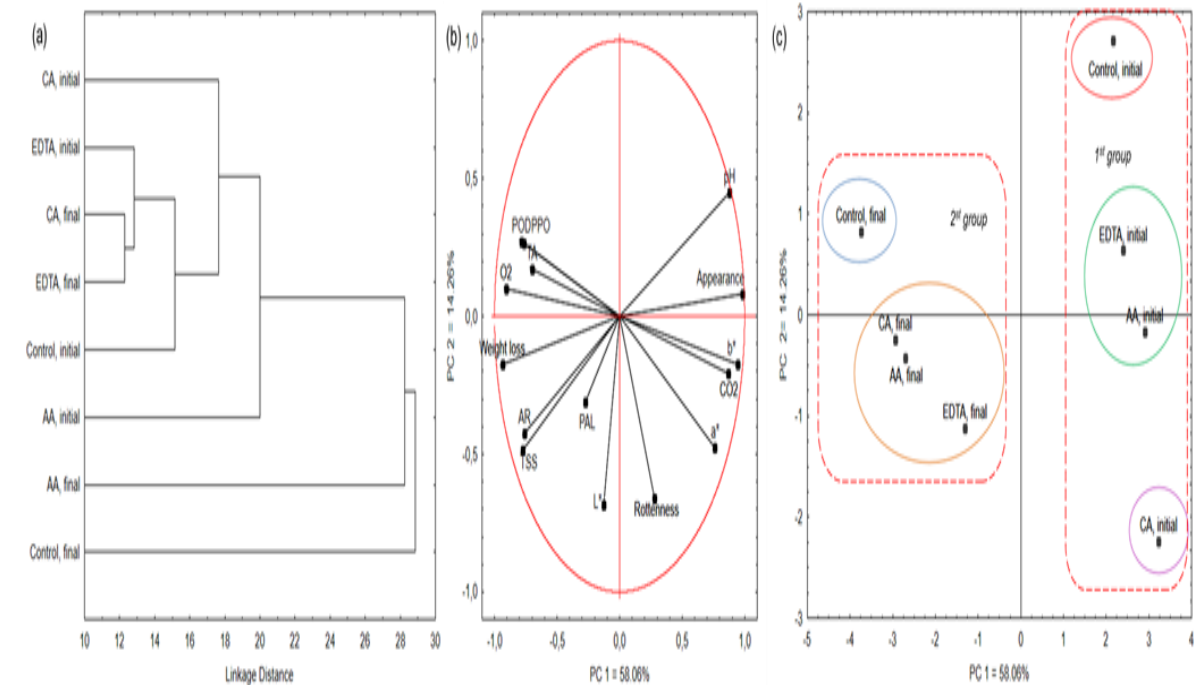 (a)
CA, initial
EDTA, initial
CA, final
EDTA, final
Control, initial
AA, initial
AA, final
Control, final
10 12 14 16 18 20 22 24 26 28 30
Linkage Distance
(b)
PC 2 = 14.26%
1,0
0,5
0,0
-0,5
-1,0
pH
PODPPO
TA
O2
Appearance
Weight loss
b*
CO2
AR
PAL
a*
TSS
L*
Rottenness
-1,0 -0,5 0,0 0,5 1,0
PC 1 = 58.06%
(c)
PC 2= 14.26%
3
2
1
0
-1
-2
-3
Control, initial
1st group
Control, final
2st group
EDTA, initial
AA, initial
CA, final
AA, final
EDTA, final
CA, initial
-5 -4 -3 -2 -1 0 1 2 3 4
PC 1 = 58.06%